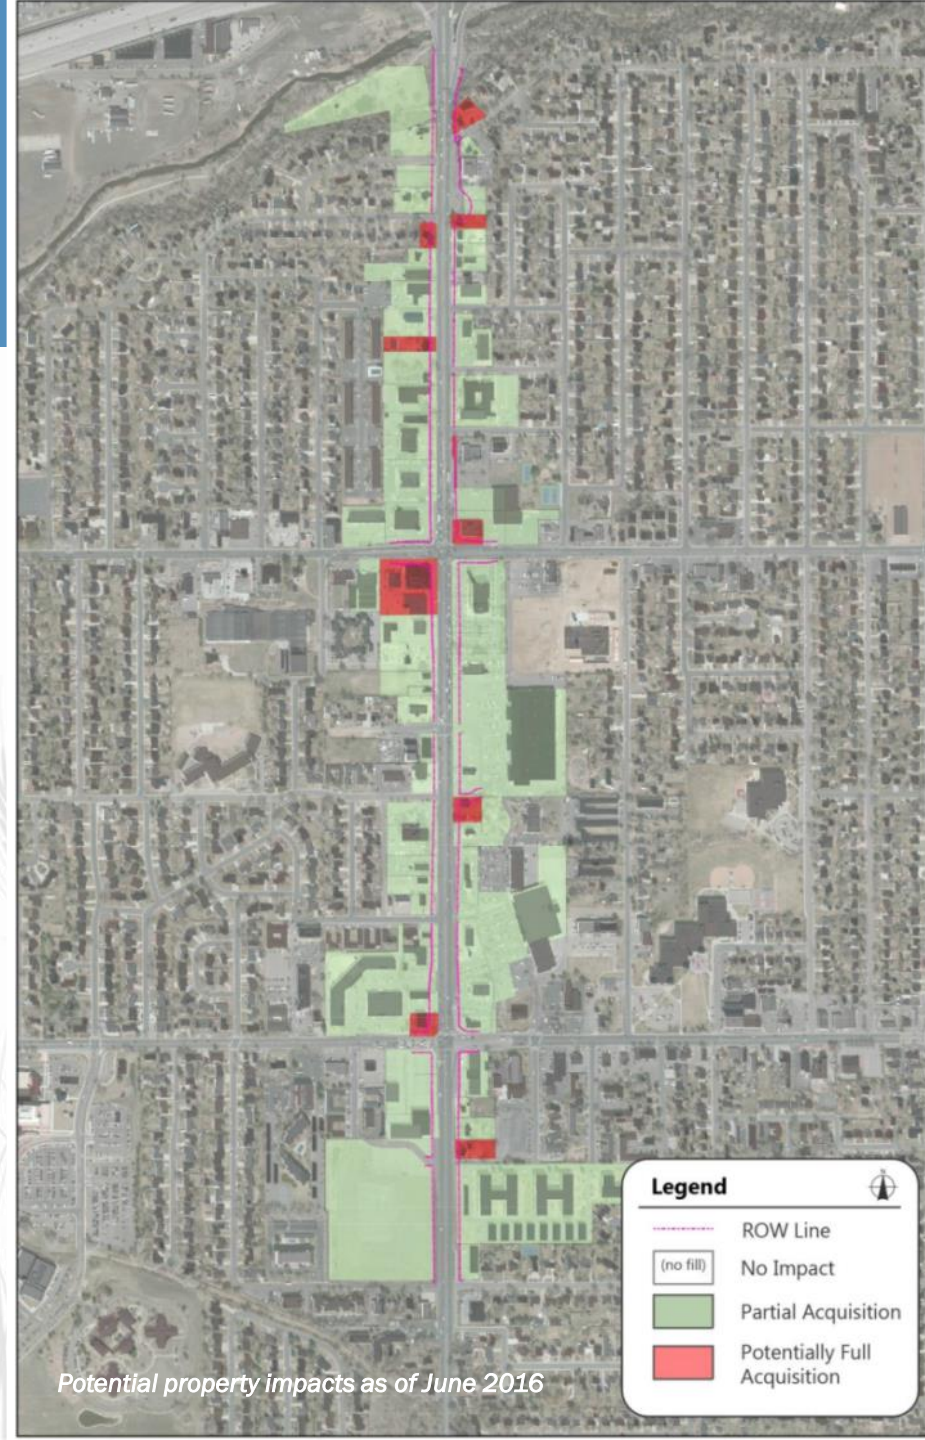 Legend
N
ROW Line
(no fill)
No Impact
Partial Acquisition
Potentially Full
Acquisition
Potential property impacts as of June 2016